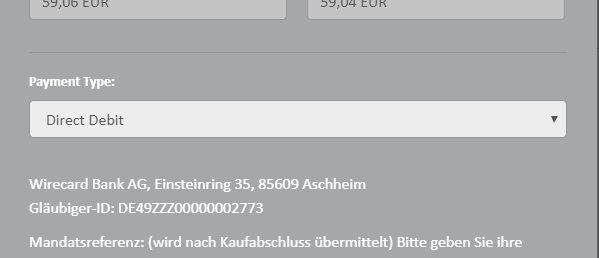 59,06 EUR
59,04 EUR
Payment Type:
Direct Debit
Wirecard Bank AG, Einsteinring 35, 85609 Aschheim
Gläubiger-ID: DE49ZZZ00000002773
Mandatsreferenz: (wird nach Kaufabschluss übermittelt) Bitte geben Sie ihre